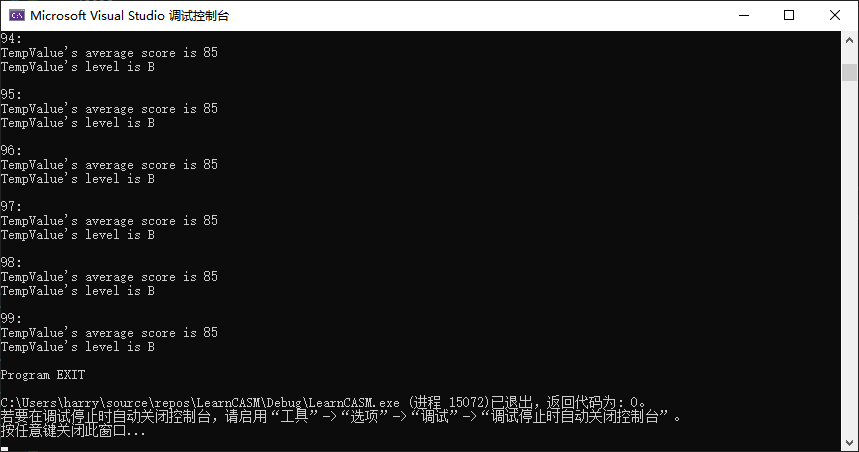 Microsoft Visual Studio 调试控制台
94:
TempValue's average score is 85
TempValue's level is B
95:
TempValue's average score is 85
TempValue's level is B
96:
TempValue's average score is 85
TempValue's level is B
97:
TempValue's average score is 85
TempValue's level is B
98:
TempValue's average score is 85
TempValue's level is B
99:
TempValue's average score is 85
TempValue's level is B
Program EXIT
C:\Users\harry\source\repos\LearnCASM\Debug\LearnCASM.exe (进程 15072)已退出，返回代码为: 0。
若要在调试停止时自动关闭控制台，请启用“工具”->“选项”->“调试”->“调试停止时自动关闭控制台”。
按任意键关闭此窗口...